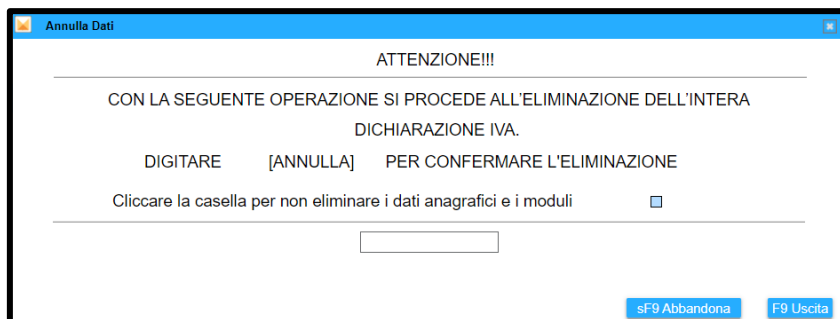 Annulla Dati
ATTENZIONE!!!
CON LA SEGUENTE OPERAZIONE SI PROCEDE ALL'ELIMINAZIONE DELL'INTERA
DICHIARAZIONE IVA.
DIGITARE [ANNULLA] PER CONFERMARE L'ELIMINAZIONE
Cliccare la casella per non eliminare i dati anagrafici e i moduli
sF9 Abbandona F9 Uscita